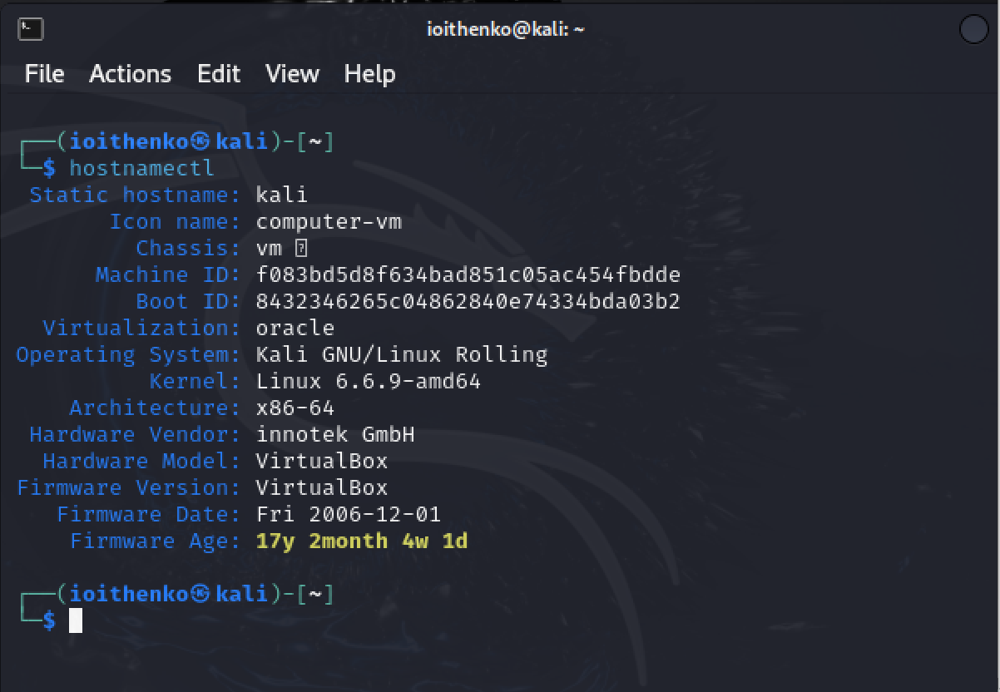 ioithenko@kali: ~
File Actions Edit View Help
┌──(ioithenko㉿kali)-[~]
└─$ hostnamectl
Static hostname: kali
Icon name: computer-vm
Chassis: vm
Machine ID: f083bd5d8f634bad851c05ac454fbdde
Boot ID: 8432346265c04862840e74334bda03b2
Virtualization: oracle
Operating System: Kali GNU/Linux Rolling
Kernel: Linux 6.6.9-amd64
Architecture: x86-64
Hardware Vendor: innotek GmbH
Hardware Model: VirtualBox
Firmware Version: VirtualBox
Firmware Date: Fri 2006-12-01
Firmware Age: 17y 2month 4w 1d
┌──(ioithenko㉿kali)-[~]
└─$